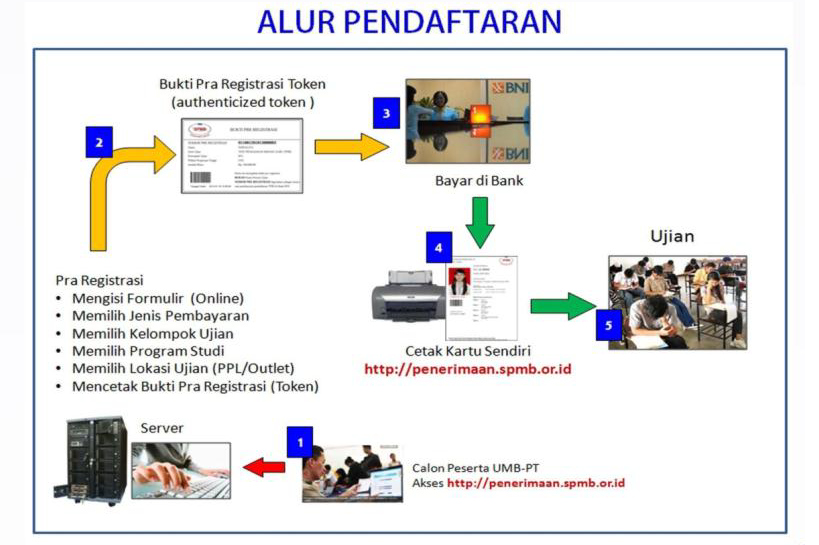 ALUR PENDAFTARAN
Bukti Pra Registrasi Token
(authenticized token )
2
BUKTI PRA REGISTRASI
3
BNI
BNI
Bayar di Bank
4
Ujian
5
Pra Registrasi
• Mengisi Formulir (Online)
• Memilih Jenis Pembayaran
• Memilih Kelompok Ujian
• Memilih Program Studi
• Memilih Lokasi Ujian (PPL/Outlet)
• Mencetak Bukti Pra Registrasi (Token)
Cetak Kartu Sendiri
http://penerimaan.spmb.or.id
Server
1
Calon Peserta UMB-PT
Akses http://penerimaan.spmb.or.id